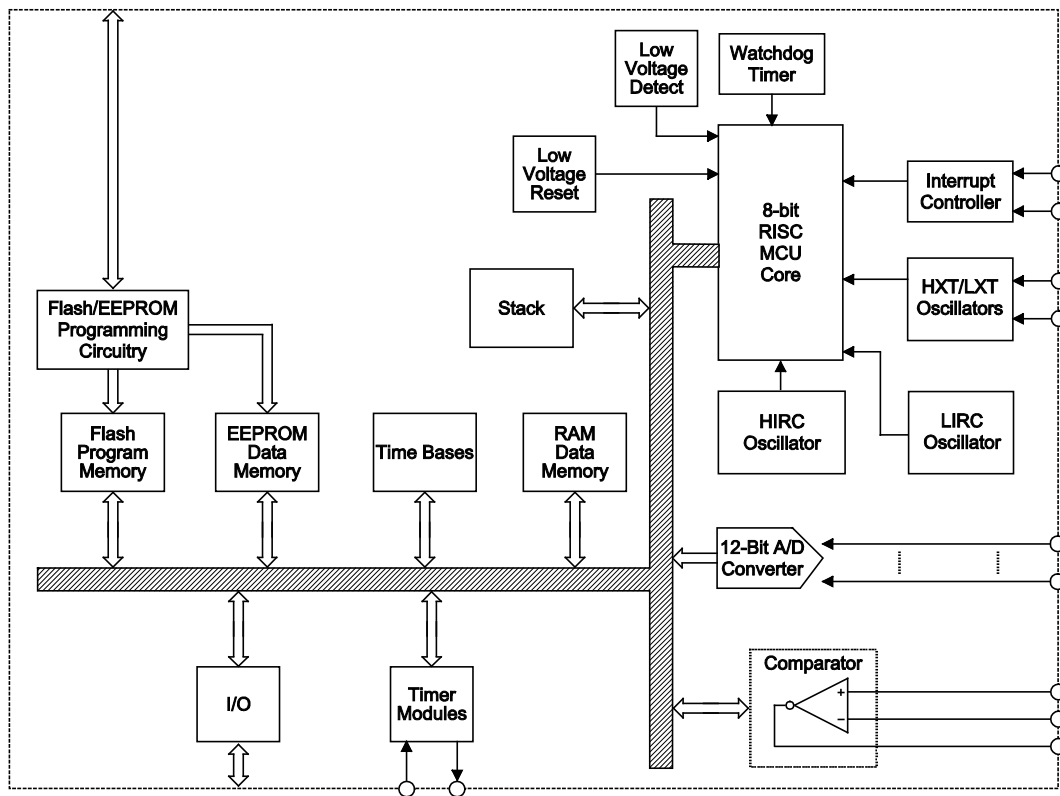 Low
Voltage
Detect
Watchdog
Timer
Low
Voltage
Reset
8-bit
RISC
MCU
Core
Interrupt
Controller
HXT/LXT
Oscillators
Stack
Flash/EEPROM
Programming
Circuitry
HIRC
Oscillator
LIRC
Oscillator
Flash
Program
Memory
EEPROM
Data
Memory
Time Bases
RAM
Data
Memory
12-Bit A/D
Converter
I/O
Timer
Modules
Comparator
+
−